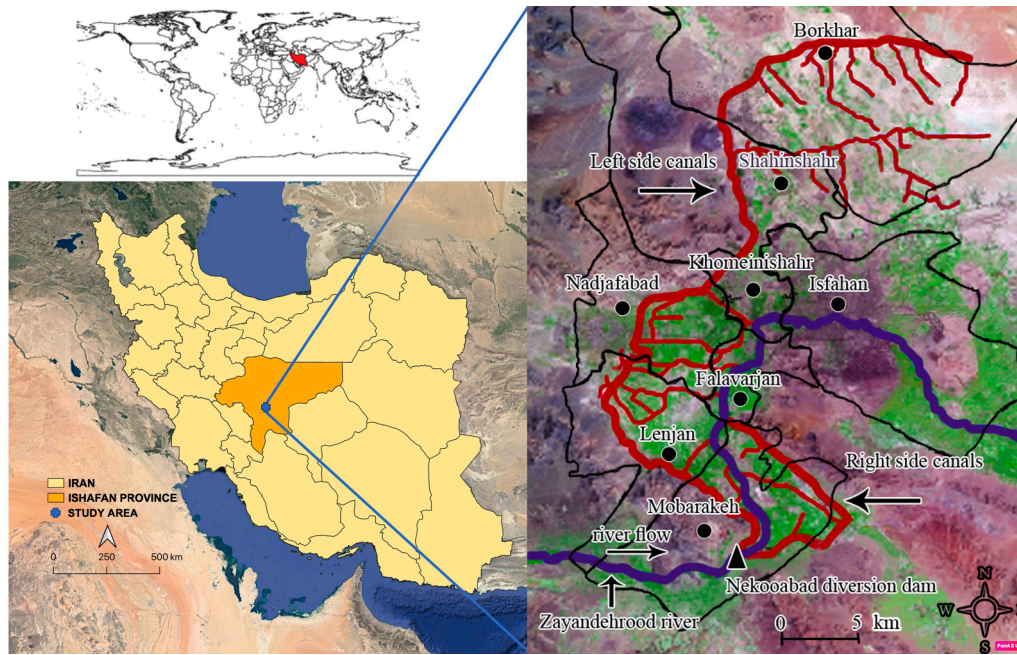 Borkhar
Left side canals
Shahinshahr
Khomeinishahr
Nadjafabad
Isfahan
Falavarjan
Lenjan
Right side canals
Mobarakeh
river flow
Nekooabad diversion dam
Zayandehrood river
N
W
S
0 5 km
IRAN
ISHAFAN PROVINCE
STUDY AREA
0 250 500 km